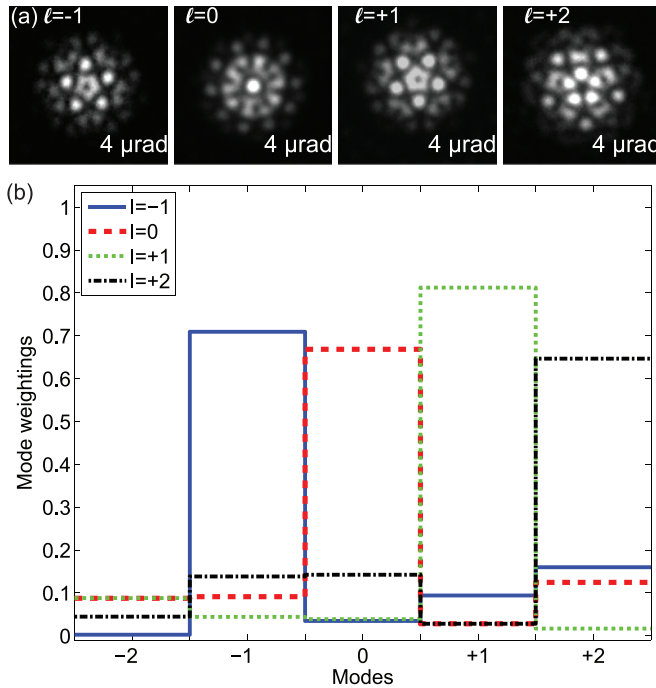 (a) ℓ=-1 ℓ=0 ℓ=+1 ℓ=+2
4 μrad 4 μrad 4 μrad 4 μrad
(b)
l=−1
l=0
l=+1
l=+2
1
0.9
0.8
0.7
0.6
0.5
0.4
0.3
0.2
0.1
0
Mode weightings
−2 −1 0 +1 +2
Modes